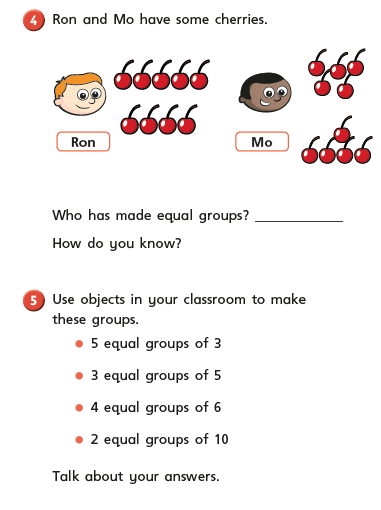 4 Ron and Mo have some cherries.
Ron
Mo
Who has made equal groups? ____________
How do you know?
5 Use objects in your classroom to make
these groups.
• 5 equal groups of 3
• 3 equal groups of 5
• 4 equal groups of 6
• 2 equal groups of 10
Talk about your answers.